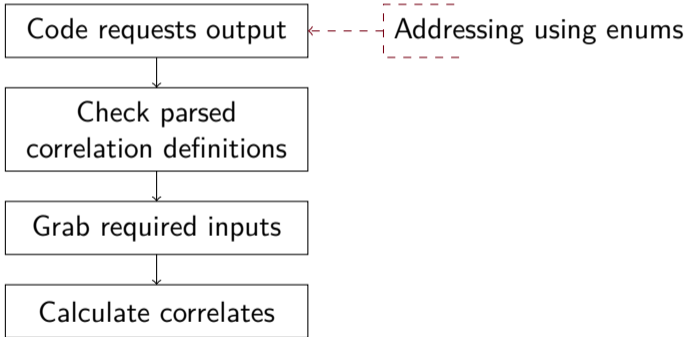 Code requests output
Addressing using enums
Check parsed
correlation definitions
Grab required inputs
Calculate correlates